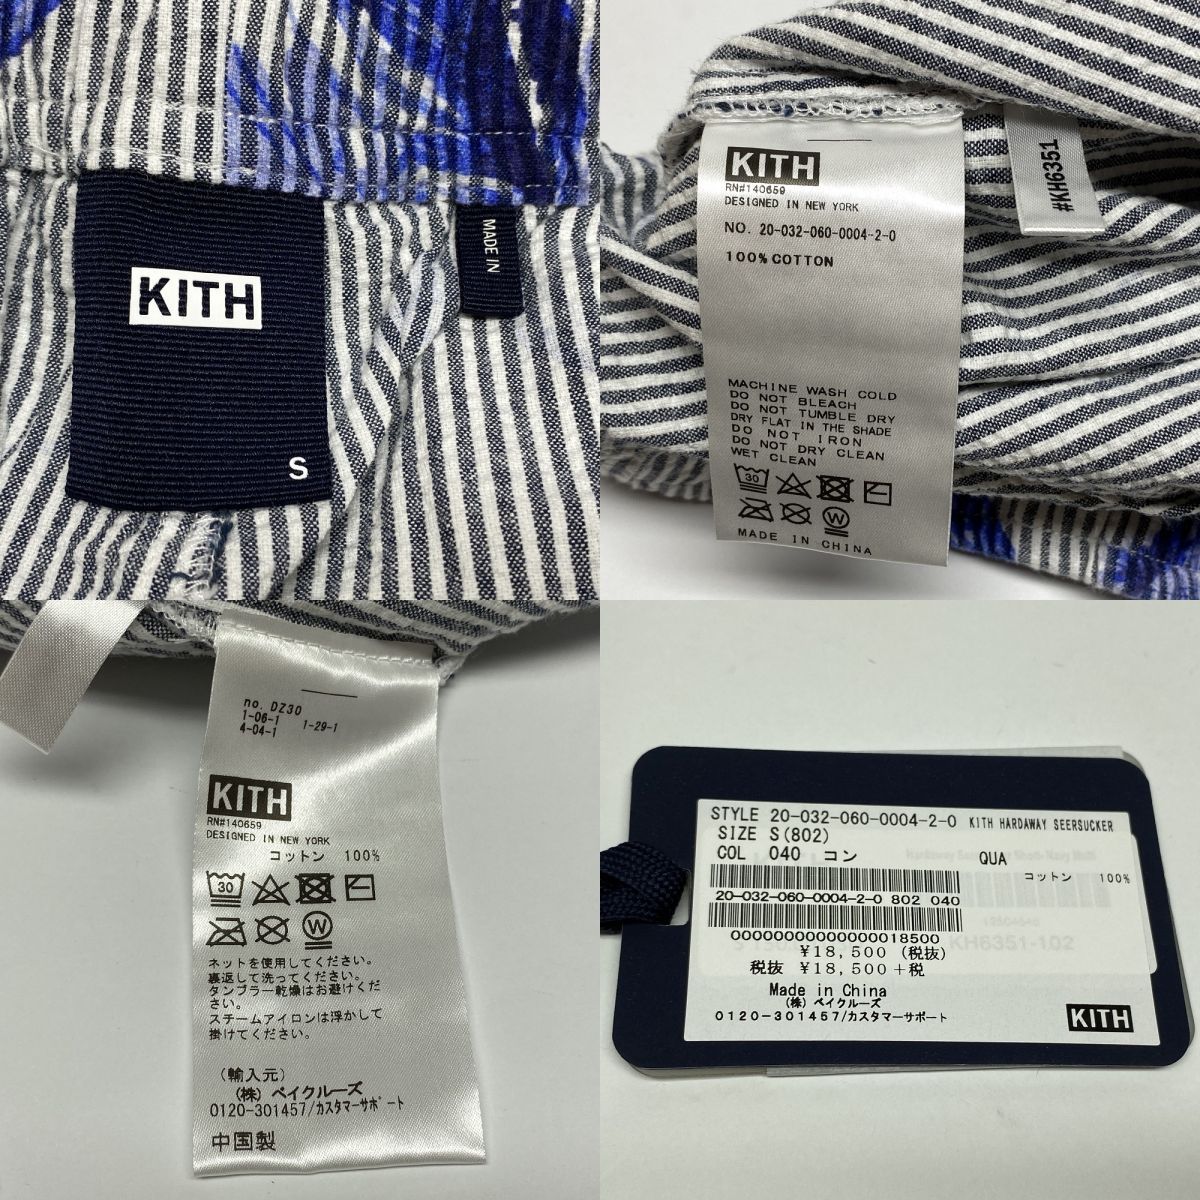 KITH
S
MADE IN
KITH
RN#140659
DESIGNED IN NEW YORK
NO. 20-032-060-0004-2-0
100% COTTON
MACHINE WASH COLD
DO NOT BLEACH
DO NOT TUMBLE DRY
DRY FLAT IN THE SHADE
DO NOT IRON
DO NOT DRY CLEAN
WET CLEAN
30
W
MADE IN CHINA
#KH6351
no. DZ30
1-06-1 1-29-1
4-04-1
KITH
RN#140659
DESIGNED IN NEW YORK
コットン 100%
30
W
ネットを使用してください。
裏返して洗ってください。
タンブラー乾燥はお避けくだ
さい。
スチームアイロンは浮かして
掛けてください。
(輸入元)
(株) ベイクルーズ
0120-301457/カスタマーサポート
中国製
STYLE 20-032-060-0004-2-0 KITH HARDAWAY SEERSUCKER
SIZE S(802)
COL 040 コン QUA
コットン 100%
20-032-060-0004-2-0 802 040
00000000000000018500
KH6351-102
¥18,500 (税抜)
税抜 ¥18,500+税
Made in China
(株) ベイクルーズ
0120-301457/カスタマーサポート
KITH